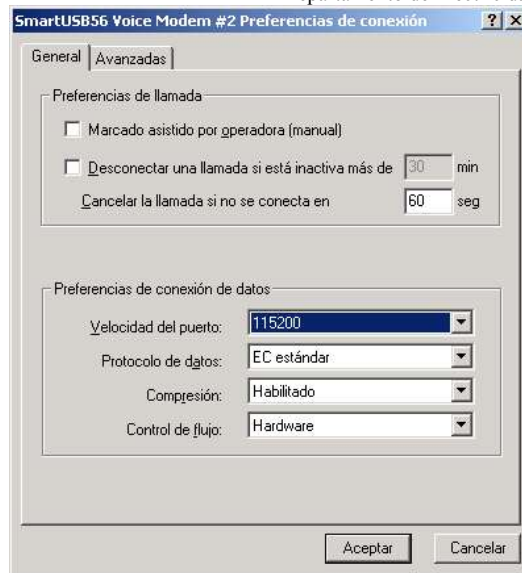 SmartUSB56 Voice Modem #2 Preferencias de conexión
General Avanzadas
Preferencias de llamada
Marcado asistido por operadora (manual)
Desconectar una llamada si está inactiva más de 30 min
Cancelar la llamada si no se conecta en 60 seg
Preferencias de conexión de datos
Velocidad del puerto: 115200
Protocolo de datos: EC estándar
Compresión: Habilitado
Control de flujo: Hardware
Aceptar Cancelar